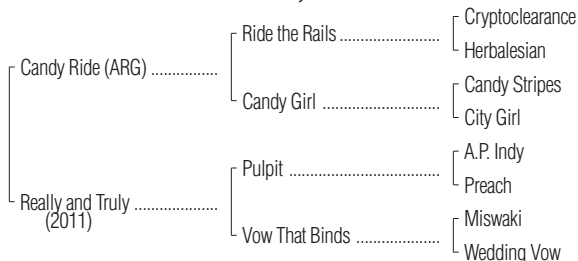 Cryptoclearance
Ride the Rails
Herbalesian
Candy Ride (ARG)
Candy Stripes
Candy Girl
City Girl
A.P. Indy
Pulpit
Preach
Really and Truly
(2011)
Miswaki
Vow That Binds
Wedding Vow